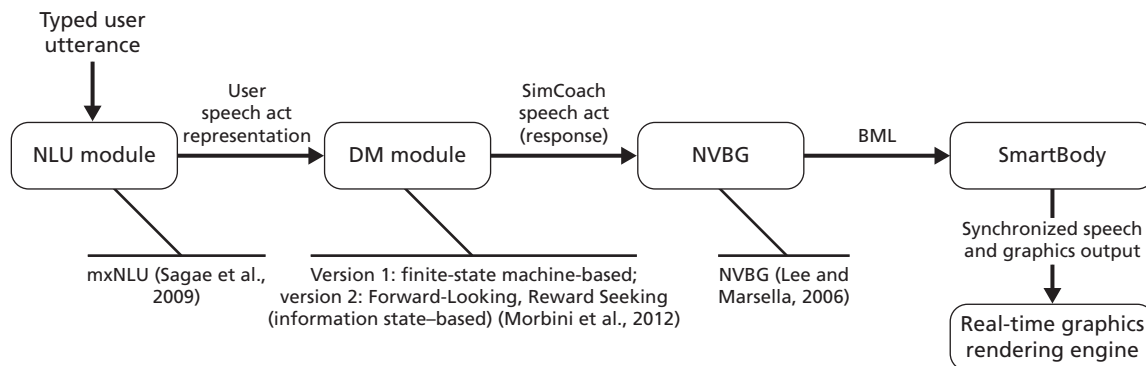 Typed user
utterance
User
speech act
representation
SimCoach
speech act
(response)
BML
NLU module
DM module
NVBG
SmartBody
Synchronized speech
and graphics output
mxNLU (Sagae et al.,
2009)
Version 1: finite-state machine-based;
version 2: Forward-Looking, Reward Seeking
(information state–based) (Morbini et al., 2012)
NVBG (Lee and
Marsella, 2006)
Real-time graphics
rendering engine